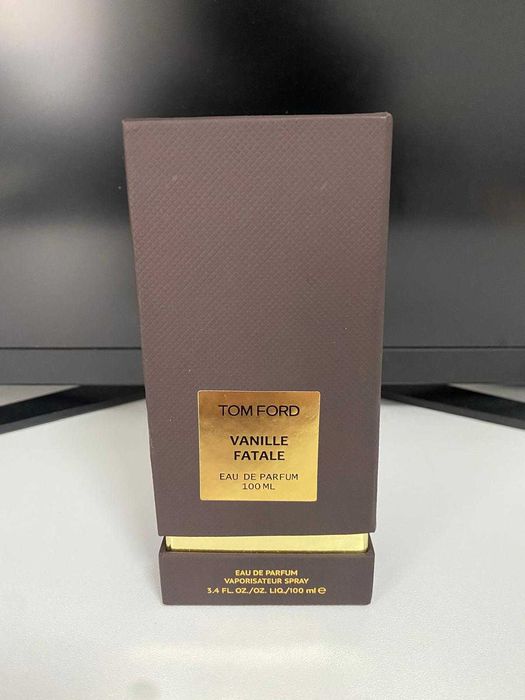 TOM FORD
VANILLE
FATALE
EAU DE PARFUM
100 ML
EAU DE PARFUM
VAPORISATEUR SPRAY
3.4 FL. OZ./OZ. LIQ./100 ml ℮